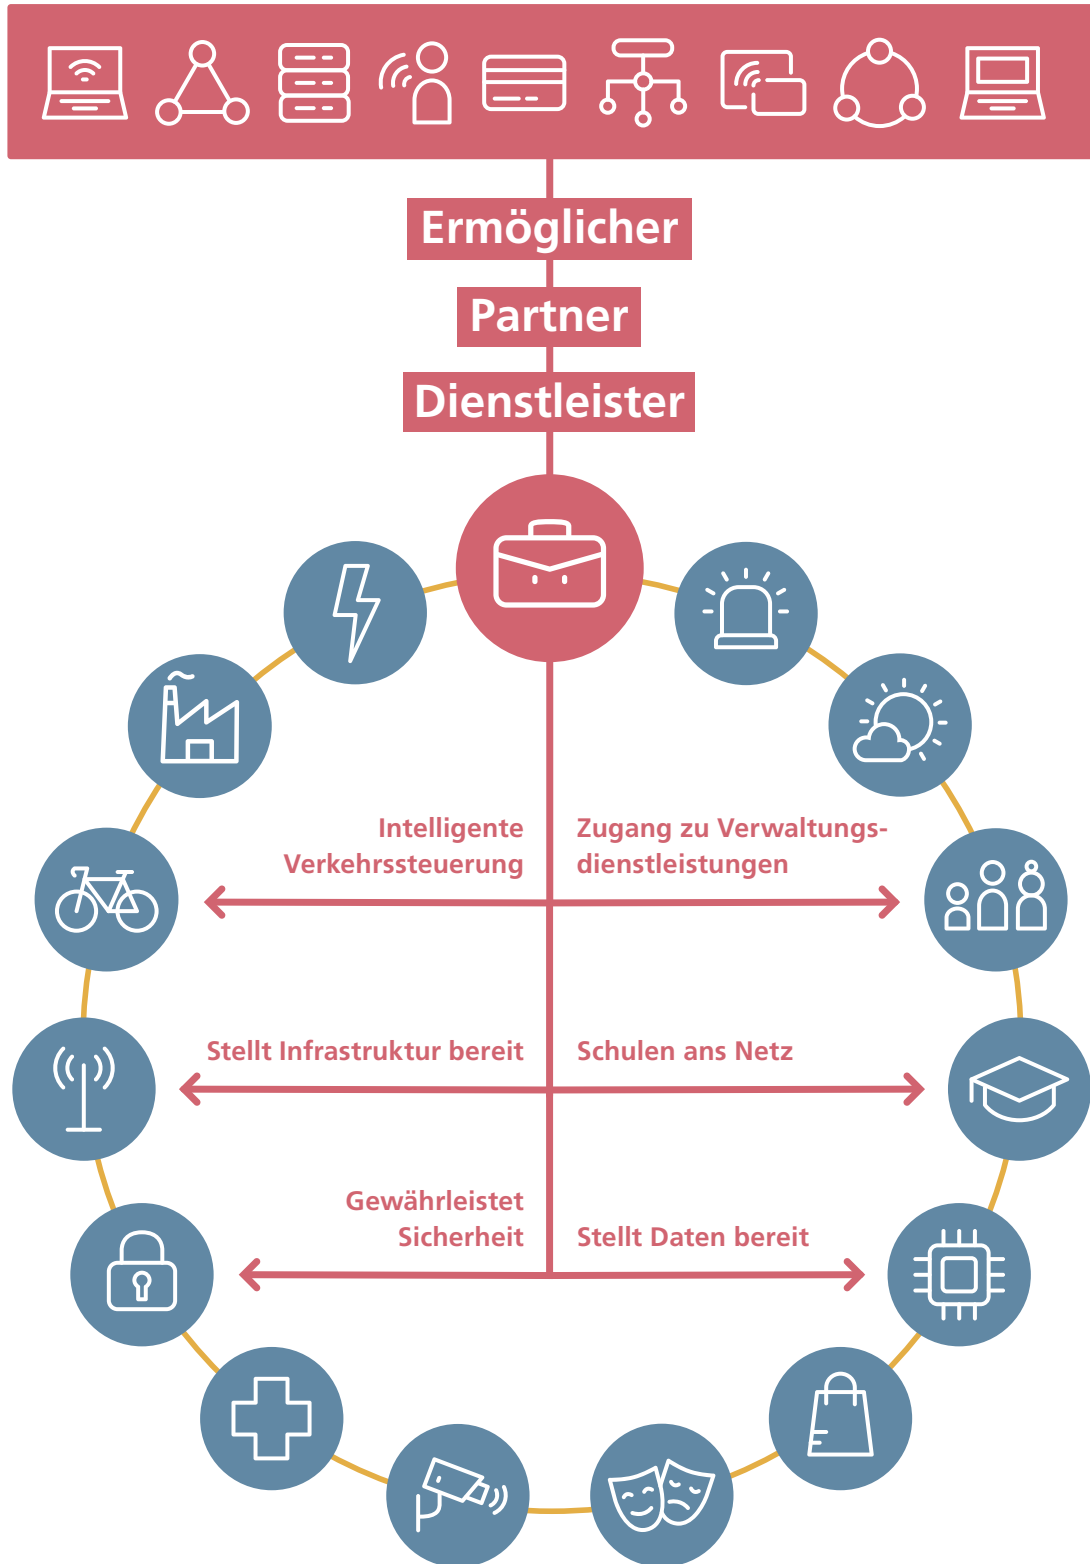 Ermöglicher
Partner
Dienstleister
Intelligente
Verkehrssteuerung
Zugang zu Verwaltungs-
dienstleistungen
Stellt Infrastruktur bereit
Schulen ans Netz
Gewährleistet
Sicherheit
Stellt Daten bereit